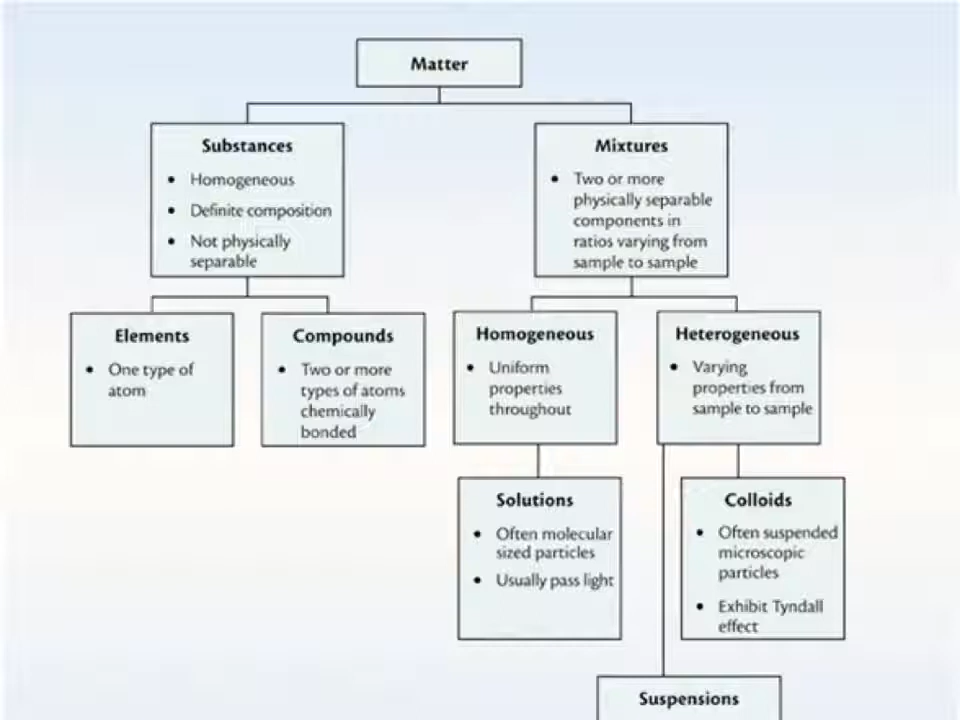 Matter
Substances
• Homogeneous
• Definite composition
• Not physically
separable
Mixtures
• Two or more
physically separable
components in
ratios varying from
sample to sample
Elements
• One type of
atom
Compounds
• Two or more
types of atoms
chemically
bonded
Homogeneous
• Uniform
properties
throughout
Heterogeneous
• Varying
properties from
sample to sample
Solutions
• Often molecular
sized particles
• Usually pass light
Colloids
• Often suspended
microscopic
particles
• Exhibit Tyndall
effect
Suspensions